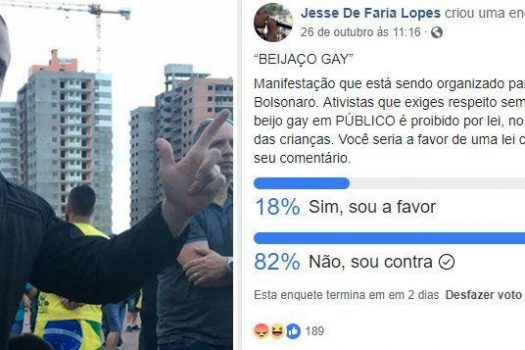 Jesse De Faria Lopes criou uma
26 de outubro às 11:16 ·
“BEIJAÇO GAY”
Manifestação que está sendo organizado
Bolsonaro. Ativistas que exiges respeito
beijo gay em PÚBLICO é proibido por lei, no
das crianças. Você seria a favor de uma lei
seu comentário.
18% Sim, sou a favor
82% Não, sou contra
Esta enquete termina em em 2 dias Desfazer voto
189